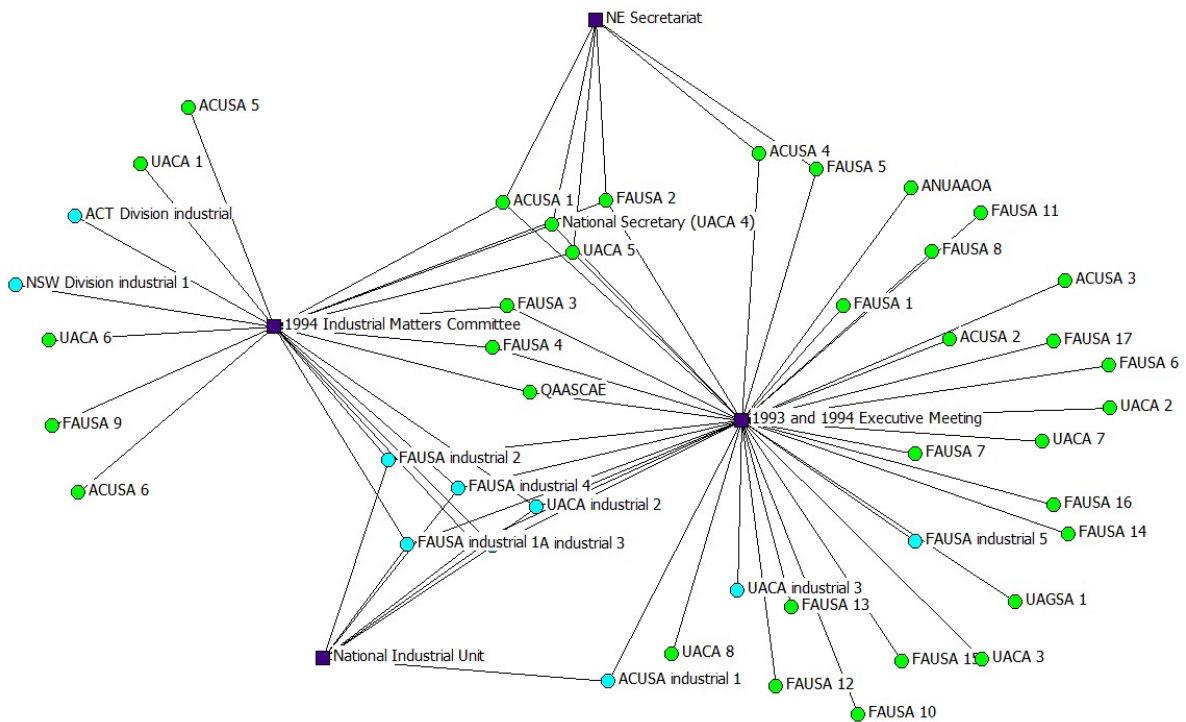 NE Secretariat
ACUSA 5
ACUSA 4
UACA 1
FAUSA 5
ANUAAOA
ACUSA 1
FAUSA 2
ACT Division industrial
FAUSA 11
National Secretary (UACA 4)
UACA 5
FAUSA 8
NSW Division industrial 1
ACUSA 3
FAUSA 3
FAUSA 1
1994 Industrial Matters Committee
UACA 6
FAUSA 4
ACUSA 2
FAUSA 17
FAUSA 6
QAASCAE
UACA 2
1993 and 1994 Executive Meeting
FAUSA 9
UACA 7
FAUSA industrial 2
FAUSA 7
ACUSA 6
FAUSA industrial 4
UACA industrial 2
FAUSA 16
FAUSA 14
FAUSA industrial 1
A industrial 3
FAUSA industrial 5
UACA industrial 3
FAUSA 13
UAGSA 1
National Industrial Unit
UACA 8
FAUSA 15
UACA 3
ACUSA industrial 1
FAUSA 12
FAUSA 10